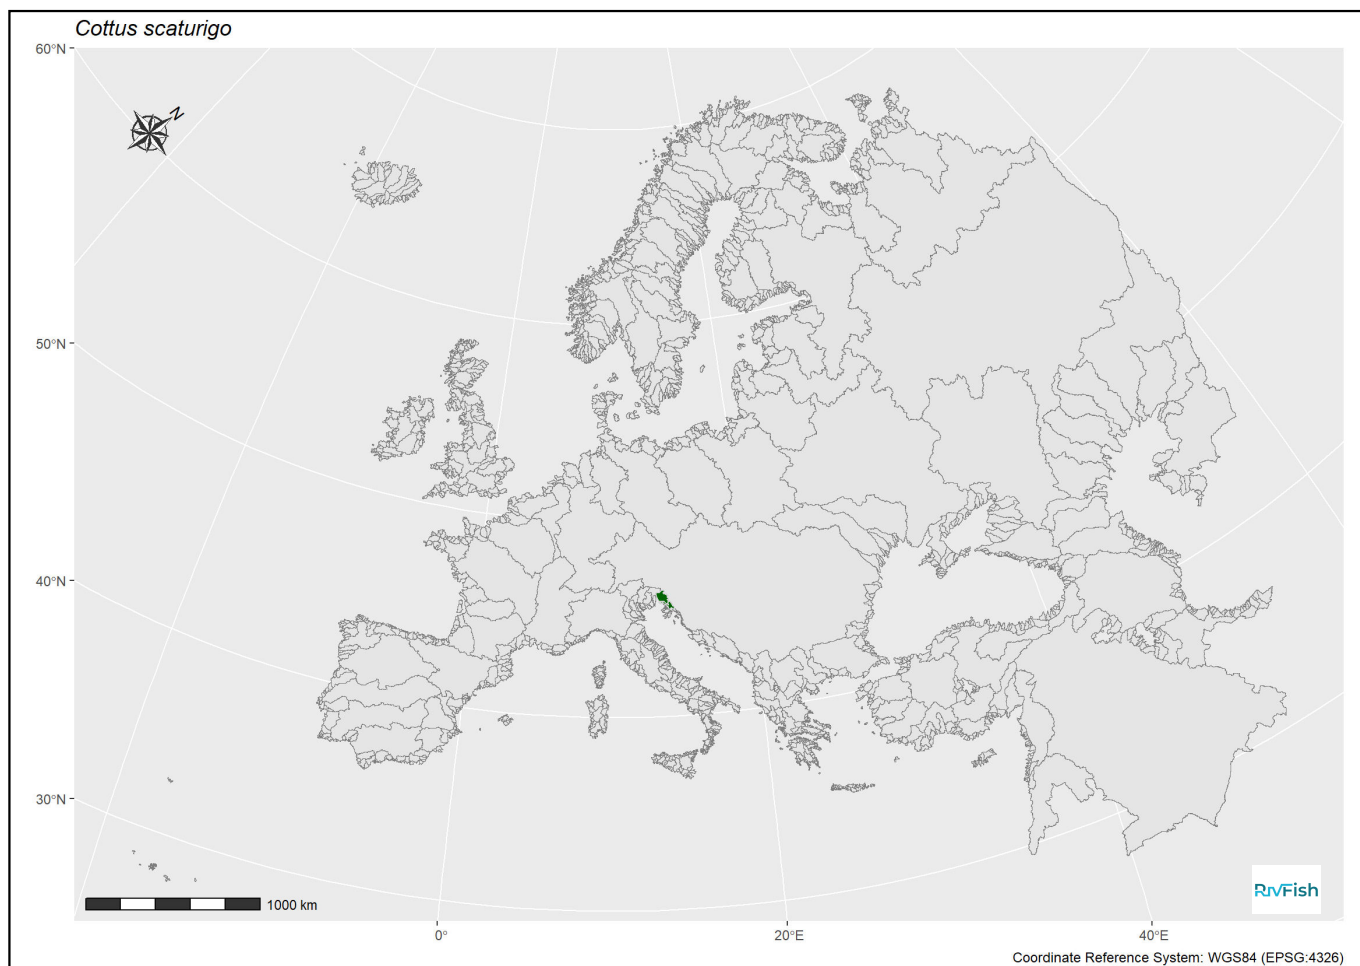 Cottus scaturigo
60°N
N
50°N
40°N
30°N
1000 km
RIVFish
0°
20°E
40°E
Coordinate Reference System: WGS84 (EPSG:4326)